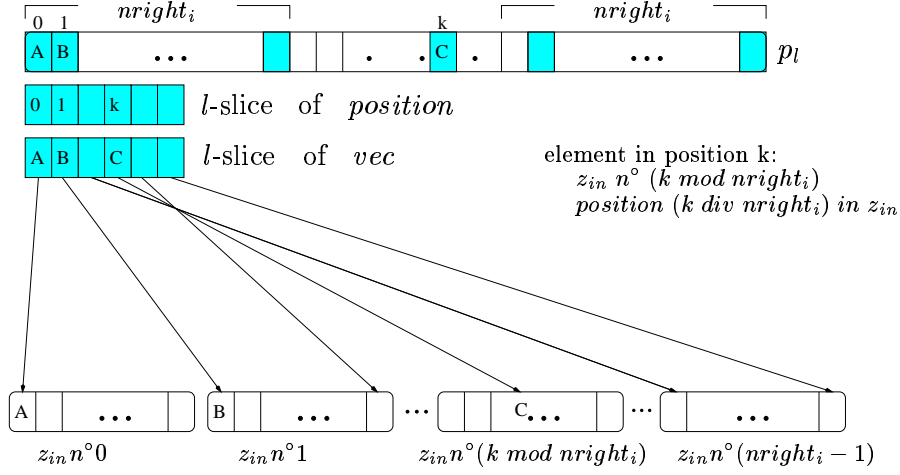 nright_i nright_i
0 1 k
A B ... . . C . ... p_l
0 1 k l-slice of position
A B C l-slice of vec
element in position k:
z_in n° (k mod nright_i)
position (k div nright_i) in z_in
A ... B ... ... C... ... ...
z_in n°0 z_in n°1 z_in n°(k mod nright_i) z_in n°(nright_i − 1)